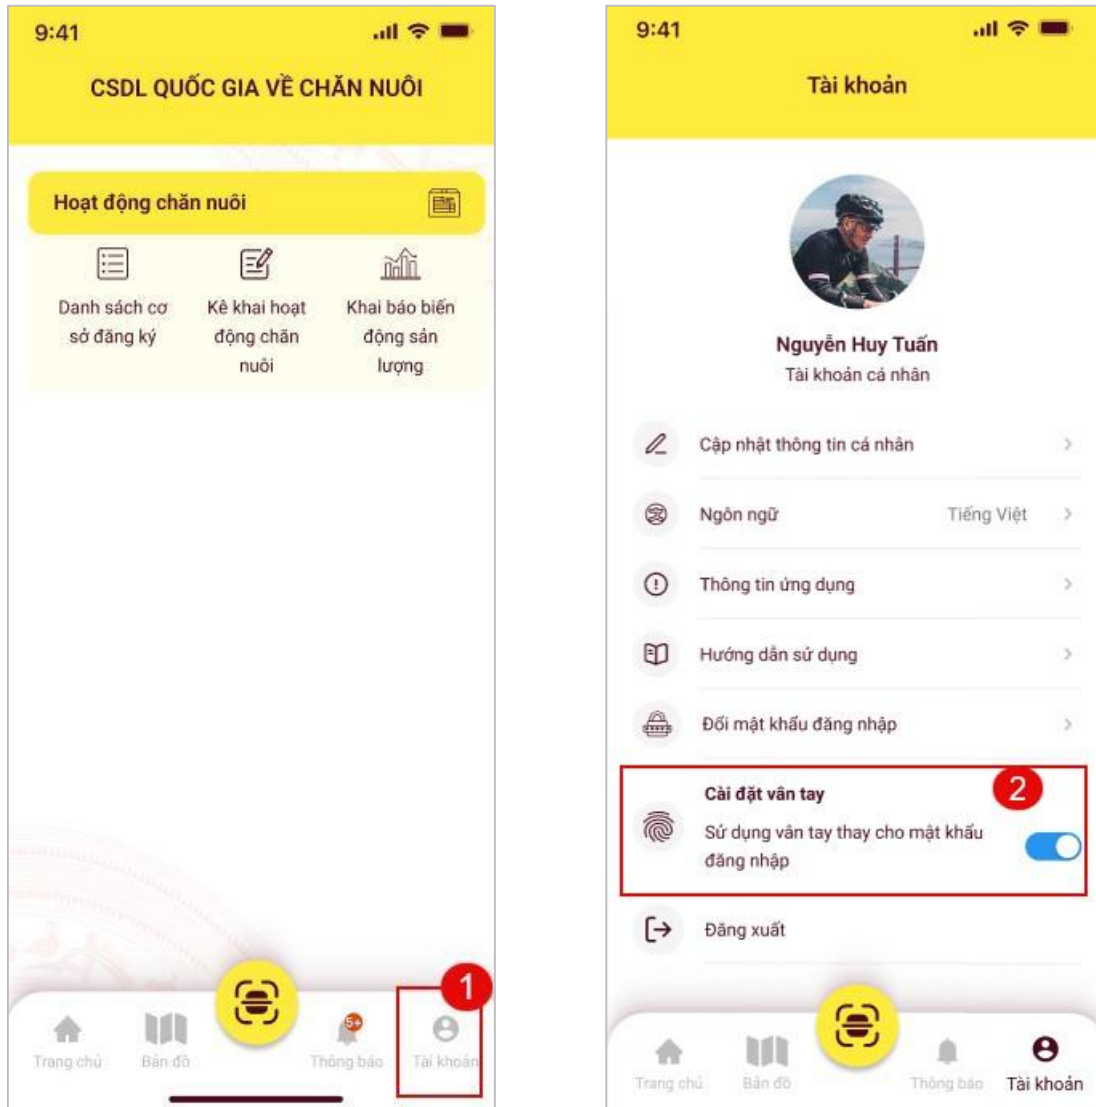 9:41
CSDL QUỐC GIA VỀ CHĂN NUÔI
Hoạt động chăn nuôi
Danh sách cơ
sở đăng ký
Kê khai hoạt
động chăn
nuôi
Khai báo biến
động sản
lượng
1
5+
Trang chủ
Bản đồ
Thông báo
Tài khoản
9:41
Tài khoản
Nguyễn Huy Tuấn
Tài khoản cá nhân
Cập nhật thông tin cá nhân
Ngôn ngữ
Tiếng Việt
Thông tin ứng dụng
Hướng dẫn sử dụng
Đổi mật khẩu đăng nhập
2
Cài đặt vân tay
Sử dụng vân tay thay cho mật khẩu
đăng nhập
Đăng xuất
Trang chủ
Bản đồ
Thông báo
Tài khoản